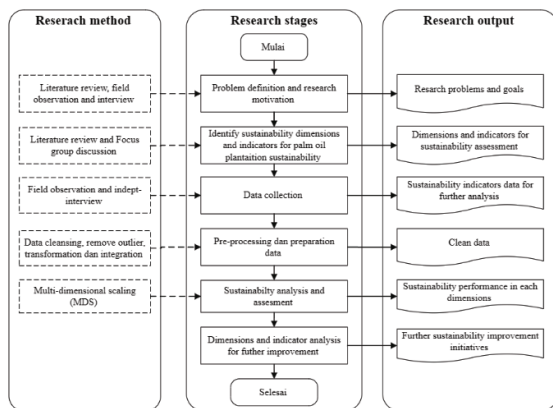 Reserach method
Research stages
Research output
Mulai
Literature review, field
observation and interview
Problem definition and research
motivation
Resarch problems and goals
Literature review and Focus
group discussion
Identify sustainability dimensions
and indicators for palm oil
plantaition sustainability
Dimensions and indicators for
sustainability assessment
Field observation and indept-
interview
Data collection
Sustainability indicators data for
further analysis
Data cleansing, remove outlier,
transformation dan integration
Pre-processing dan preparation
data
Clean data
Multi-dimensional scaling
(MDS)
Sustainabilty analysis and
assesment
Sustainability performance in each
dimensions
Dimensions and indicator analysis
for futher improvement
Further sustainability improvement
initiatives
Selesai